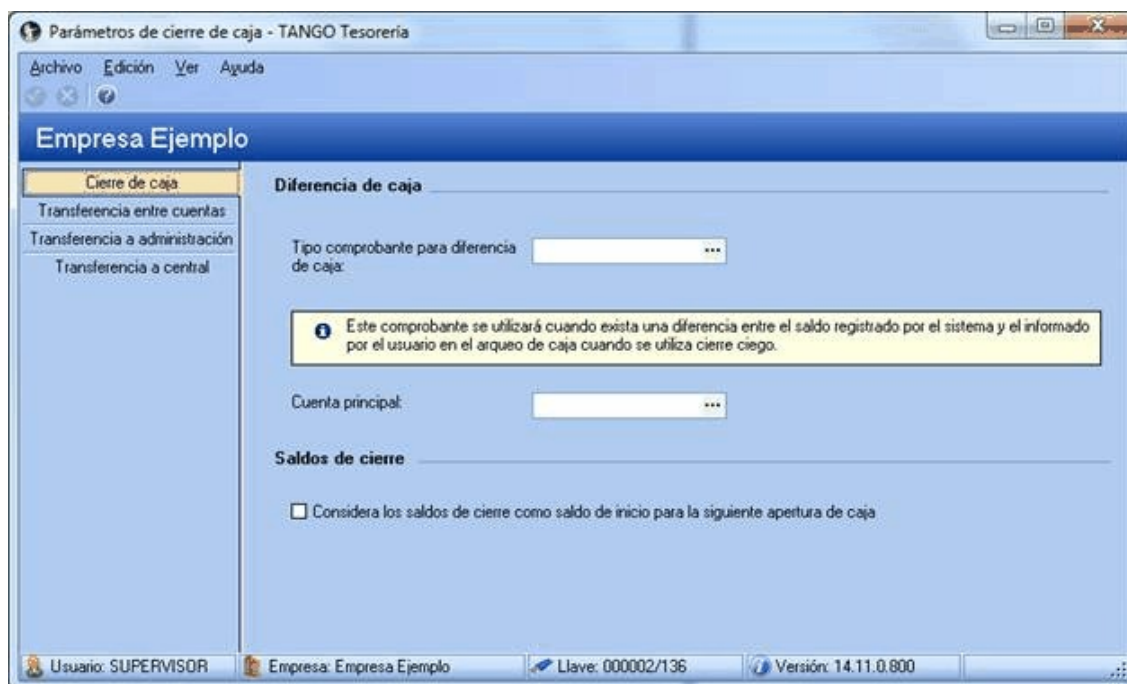 Parámetros de cierre de caja - TANGO Tesorería
Archivo Edición Ver Ayuda
Empresa Ejemplo
Cierre de caja
Transferencia entre cuentas
Transferencia a administración
Transferencia a central
Diferencia de caja
Tipo comprobante para diferencia
de caja:
Este comprobante se utilizará cuando exista una diferencia entre el saldo registrado por el sistema y el informado
por el usuario en el arqueo de caja cuando se utiliza cierre ciego.
Cuenta principal:
Saldos de cierre
Considera los saldos de cierre como saldo de inicio para la siguiente apertura de caja
Usuario: SUPERVISOR Empresa: Empresa Ejemplo Llave: 000002/136 Versión: 14.11.0.800